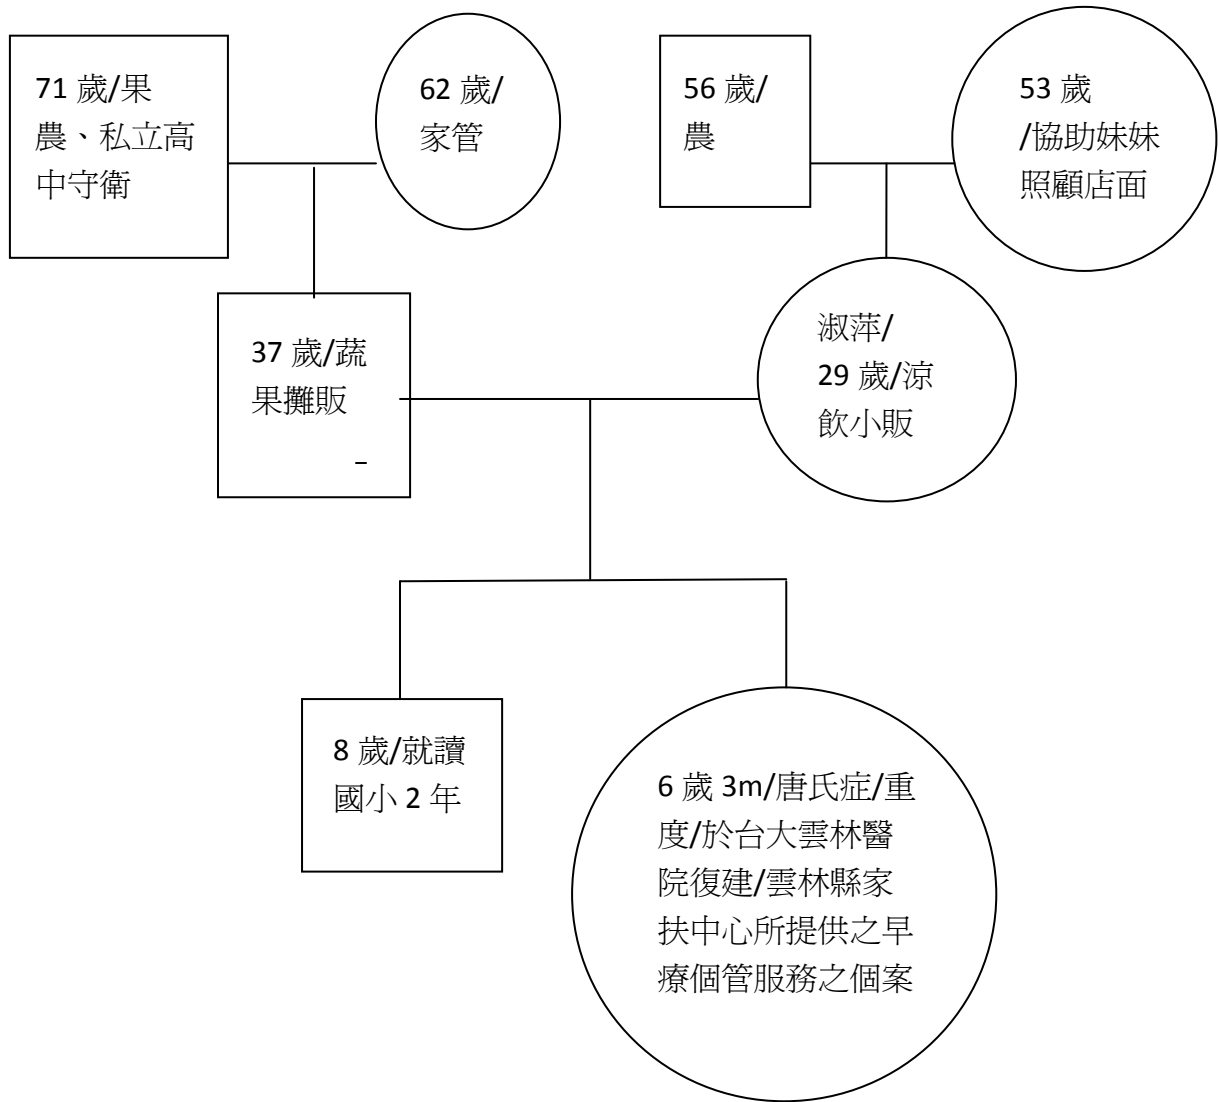 71 歲/果
農、私立高
中守衛
62 歲/
家管
56 歲/
農
53 歲
/協助妹妹
照顧店面
37 歲/蔬
果攤販
淑萍/
29 歲/涼
飲小販
8 歲/就讀
國小 2 年
6 歲 3m/唐氏症/重
度/於台大雲林醫
院復建/雲林縣家
扶中心所提供之早
療個管服務之個案